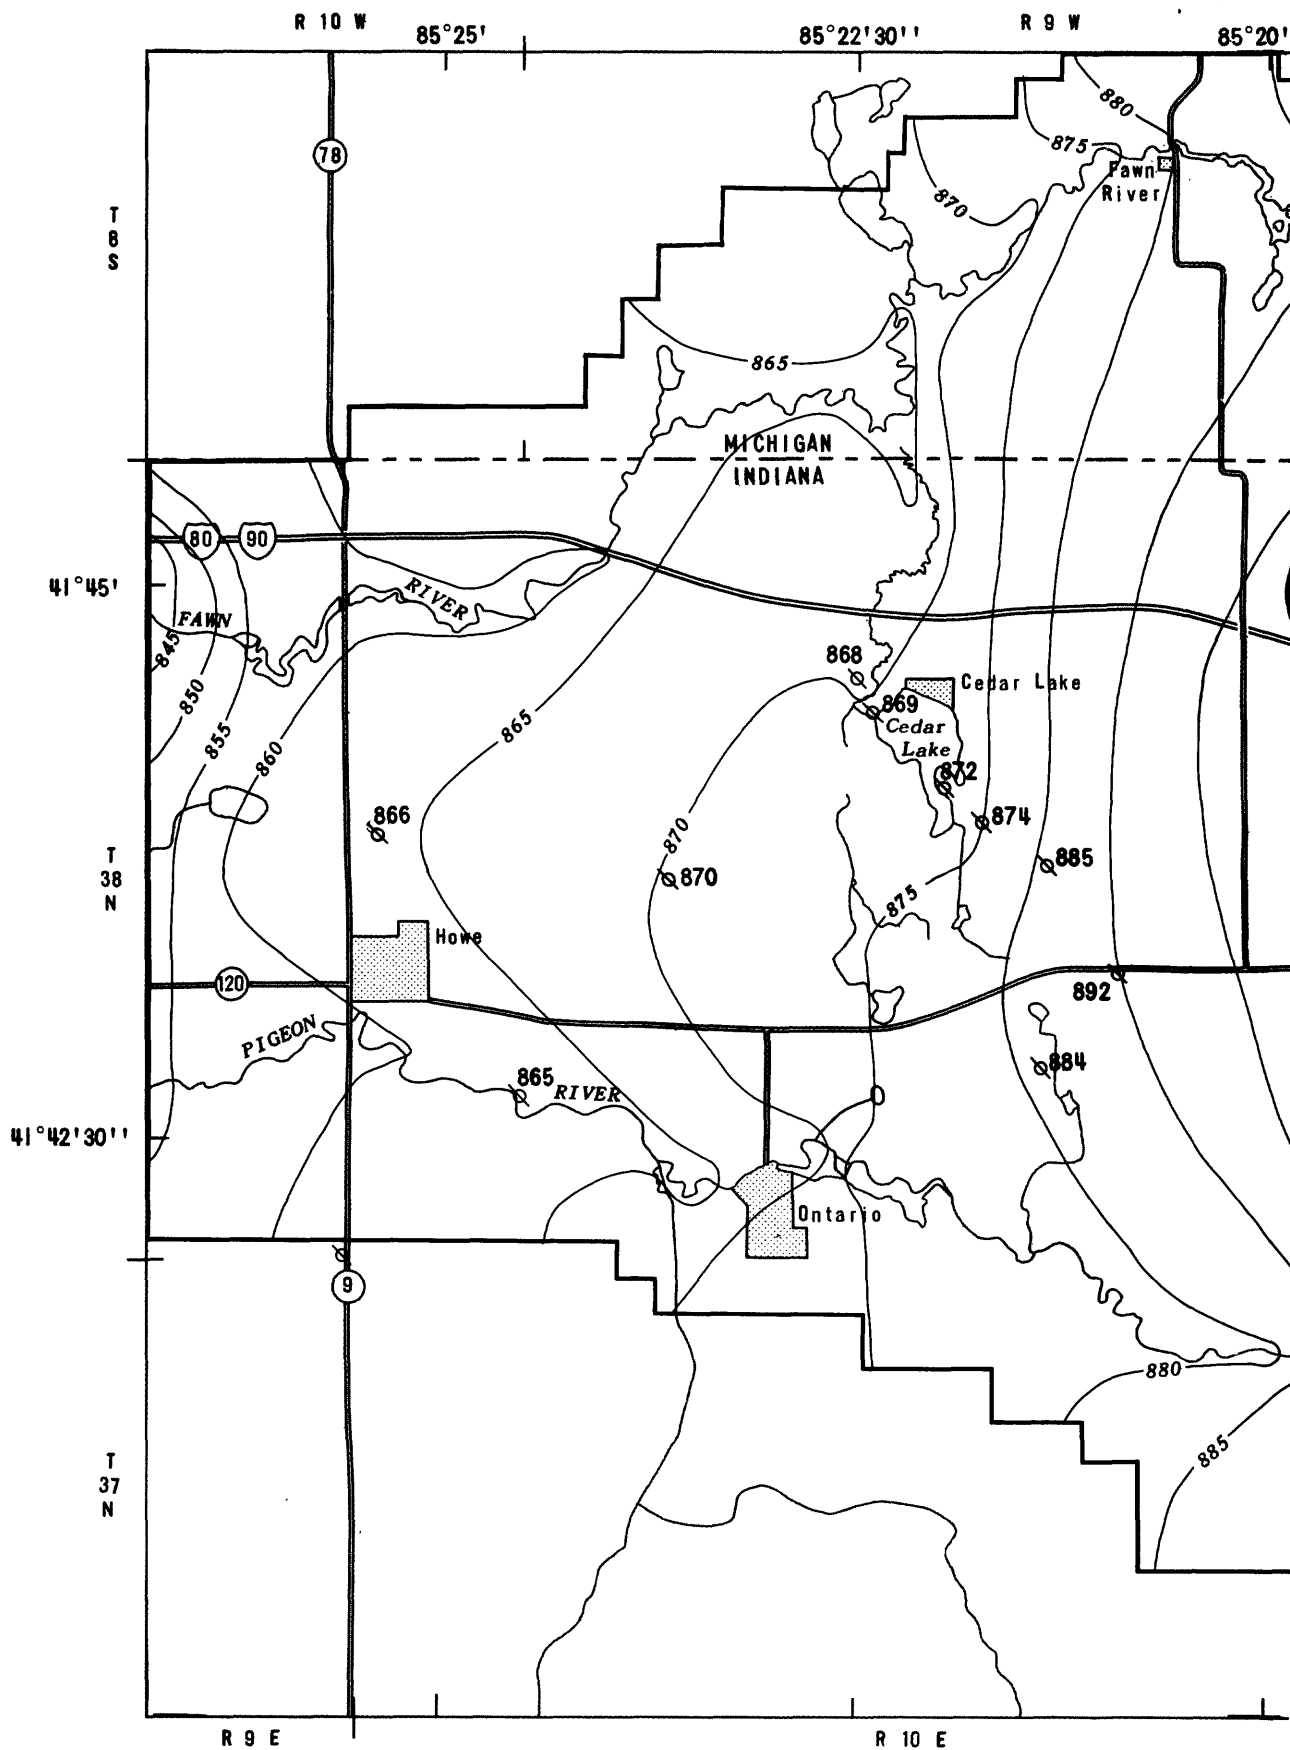 R 10 W
R 9 W
85°25'
85°22'30''
85°20'
880
78
875
Fawn
River
870
T
8
S
865
MICHIGAN
INDIANA
80
90
41°45'
RIVER
FAWN
845
868
Cedar Lake
850
869
865
Cedar
855
Lake
860
872
866
874
870
T
38
N
885
870
875
Howe
120
892
PIGEON
884
865
RIVER
41°42'30''
Ontario
9
880
885
T
37
N
R 9 E
R 10 E